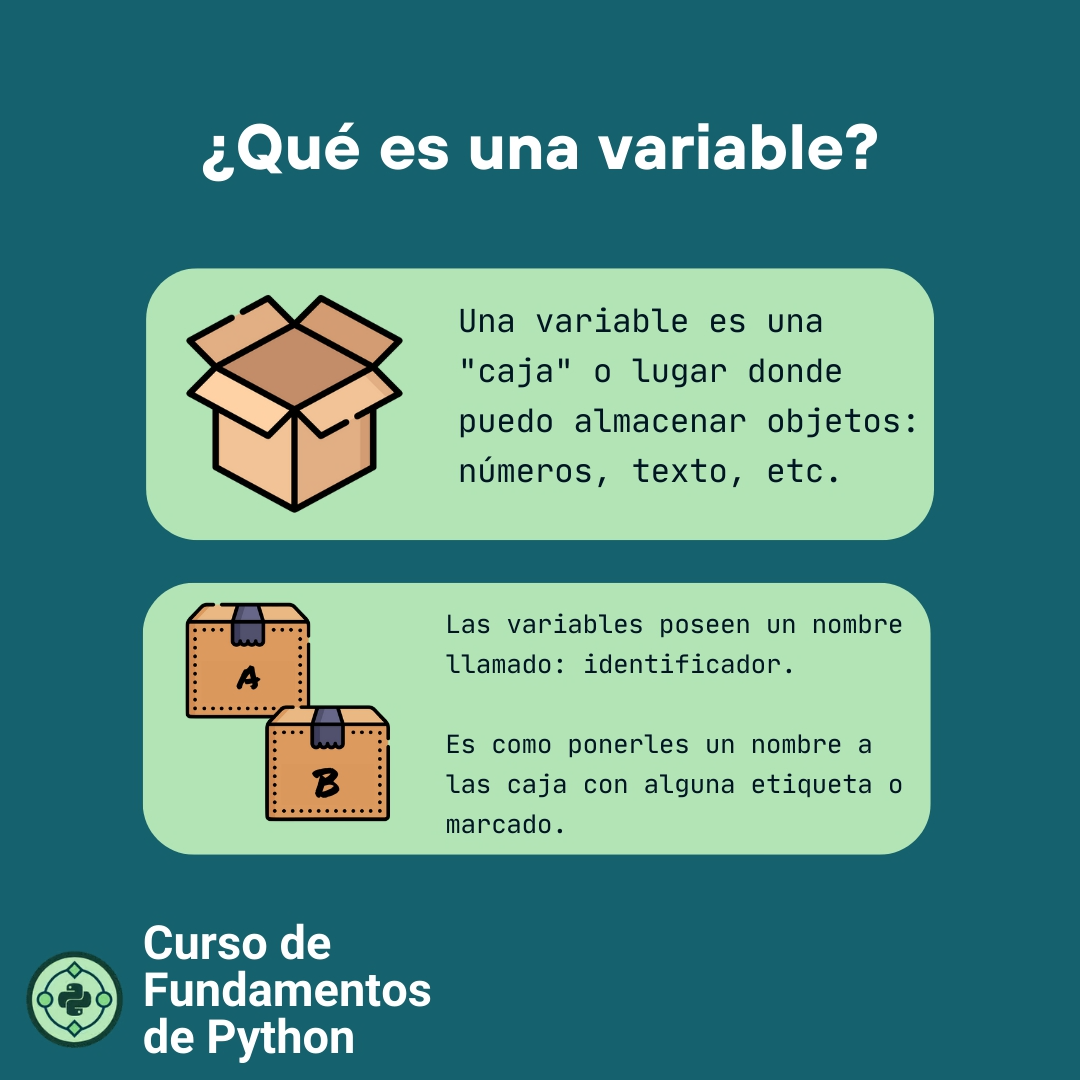 ¿Qué es una variable?
Una variable es una
"caja" o lugar donde
puedo almacenar objetos:
números, texto, etc.
A
B
Las variables poseen un nombre
llamado: identificador.
Es como ponerles un nombre a
las caja con alguna etiqueta o
marcado.
Curso de
Fundamentos
de Python